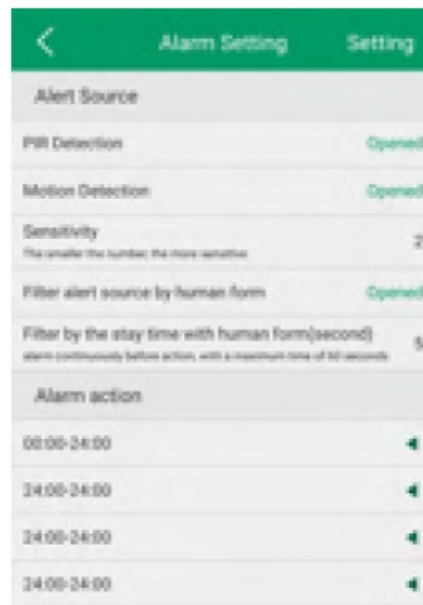 Alarm Setting Setting
Alert Source
PIR Detection Opened
Motion Detection Opened
Sensitivity 2
The smaller the number, the more sensitive
Filter alert source by human form Opened
Filter by the stay time with human form(second) 5
alarm continuously before action, with a maximum time of 60 seconds
Alarm action
00:00-24:00
24:00-24:00
24:00-24:00
24:00-24:00